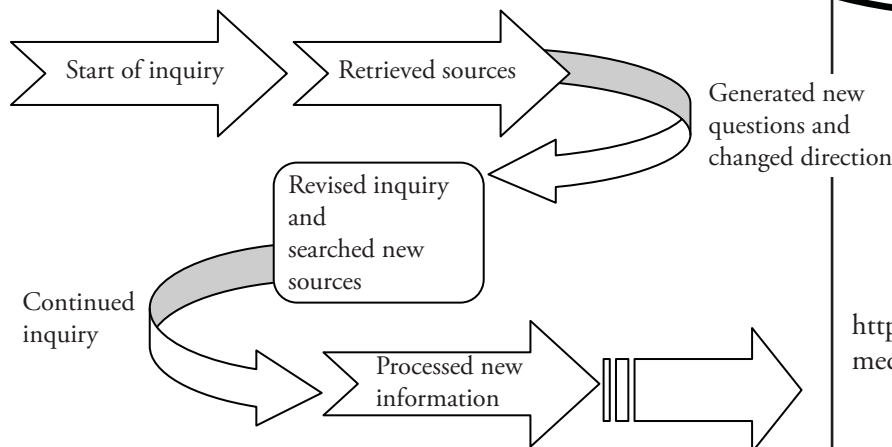 Start of inquiry
Retrieved sources
Generated new
questions and
changed direction
Revised inquiry
and
searched new
sources
Continued
inquiry
Processed new
information